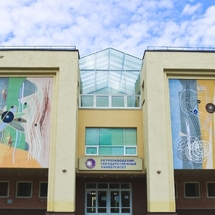 ПЕТРОЗАВОДСКИЙ
ГОСУДАРСТВЕННЫЙ
УНИВЕРСИТЕТ